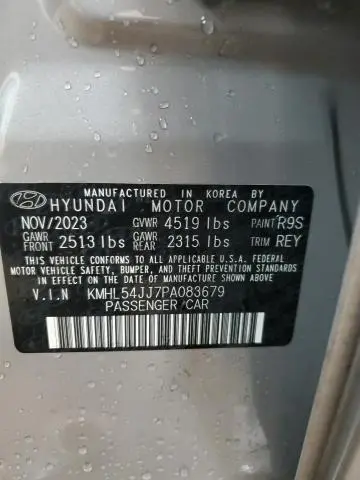 MANUFACTURED IN KOREA BY
HYUNDAI MOTOR COMPANY
NOV/2023 GVWR 4519 lbs PAINT R9S
GAWR FRONT 2513 lbs GAWR REAR 2315 lbs TRIM REY
THIS VEHICLE CONFORMS TO ALL APPLICABLE U.S.A. FEDERAL
MOTOR VEHICLE SAFETY, BUMPER, AND THEFT PREVENTION
STANDARDS IN EFFECT ON THE DATE OF MANUFACTURE SHOWN ABOVE.
V.I.N KMHL54JJ7PA083679
PASSENGER CAR